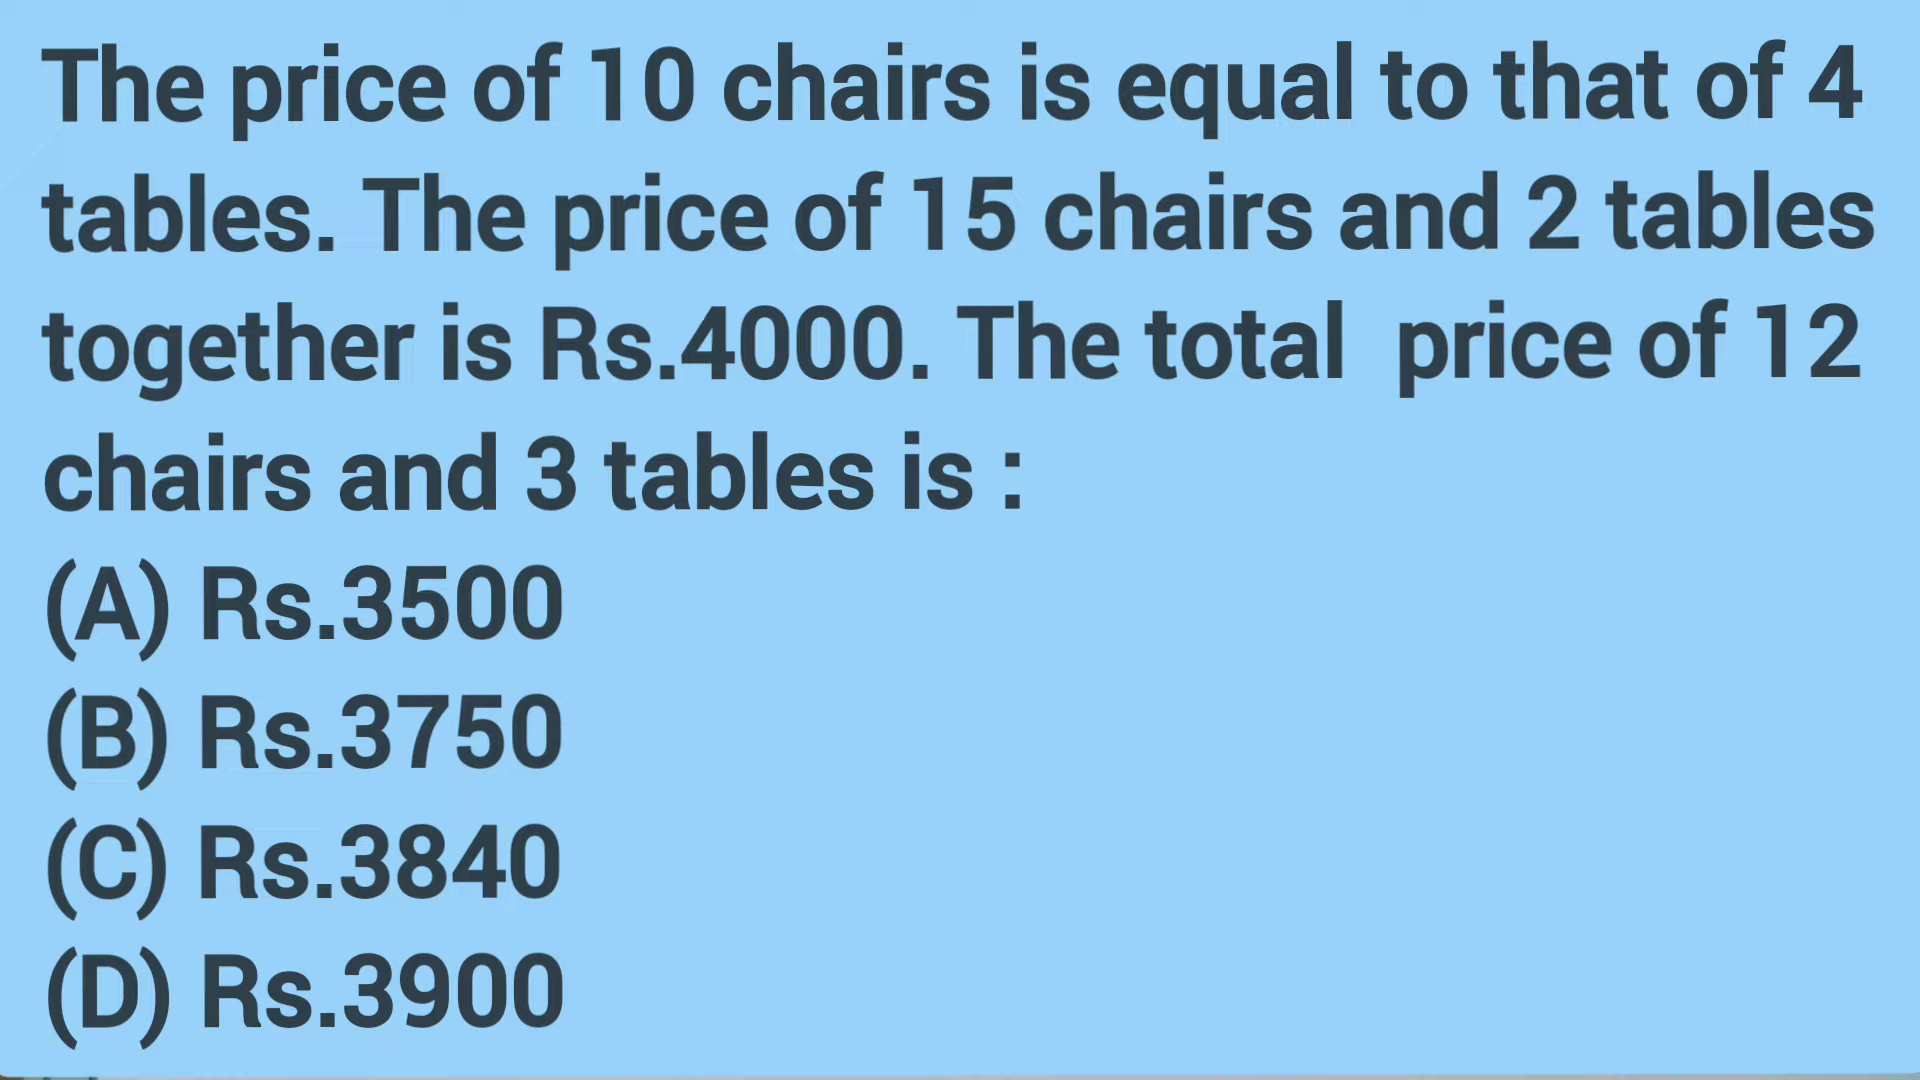 The price of 10 chairs is equal to that of 4
tables. The price of 15 chairs and 2 tables
together is Rs.4000. The total price of 12
chairs and 3 tables is :
(A) Rs.3500
(B) Rs.3750
(C) Rs.3840
(D) Rs.3900